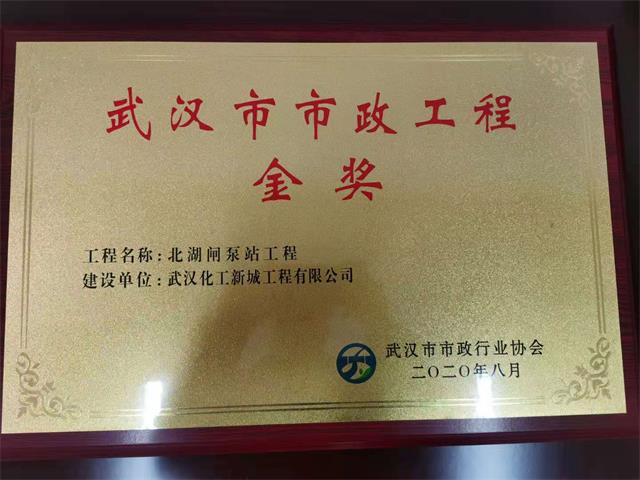 武汉市市政工程
金奖
工程名称：北湖闸泵站工程
建设单位：武汉化工新城工程有限公司
武汉市市政行业协会
二〇二〇年八月